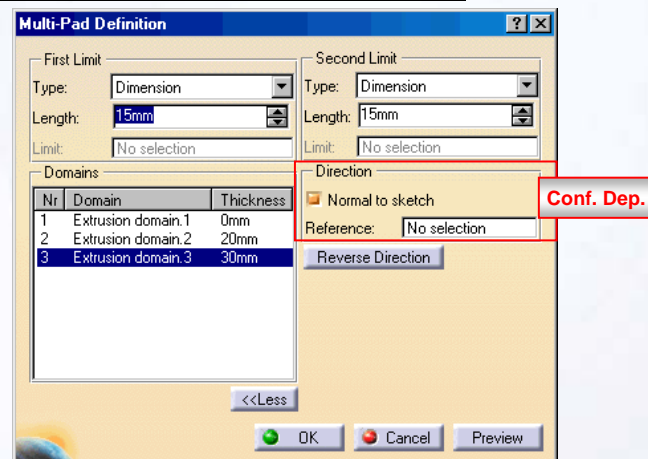 Multi-Pad Definition
First Limit
Type: Dimension
Length: 15mm
Limit: No selection
Second Limit
Type: Dimension
Length: 15mm
Limit: No selection
Domains
Nr Domain Thickness
1 Extrusion domain.1 0mm
2 Extrusion domain.2 20mm
3 Extrusion domain.3 30mm
Direction
Normal to sketch
Reference: No selection
Conf. Dep.
Reverse Direction
<<Less
OK Cancel Preview